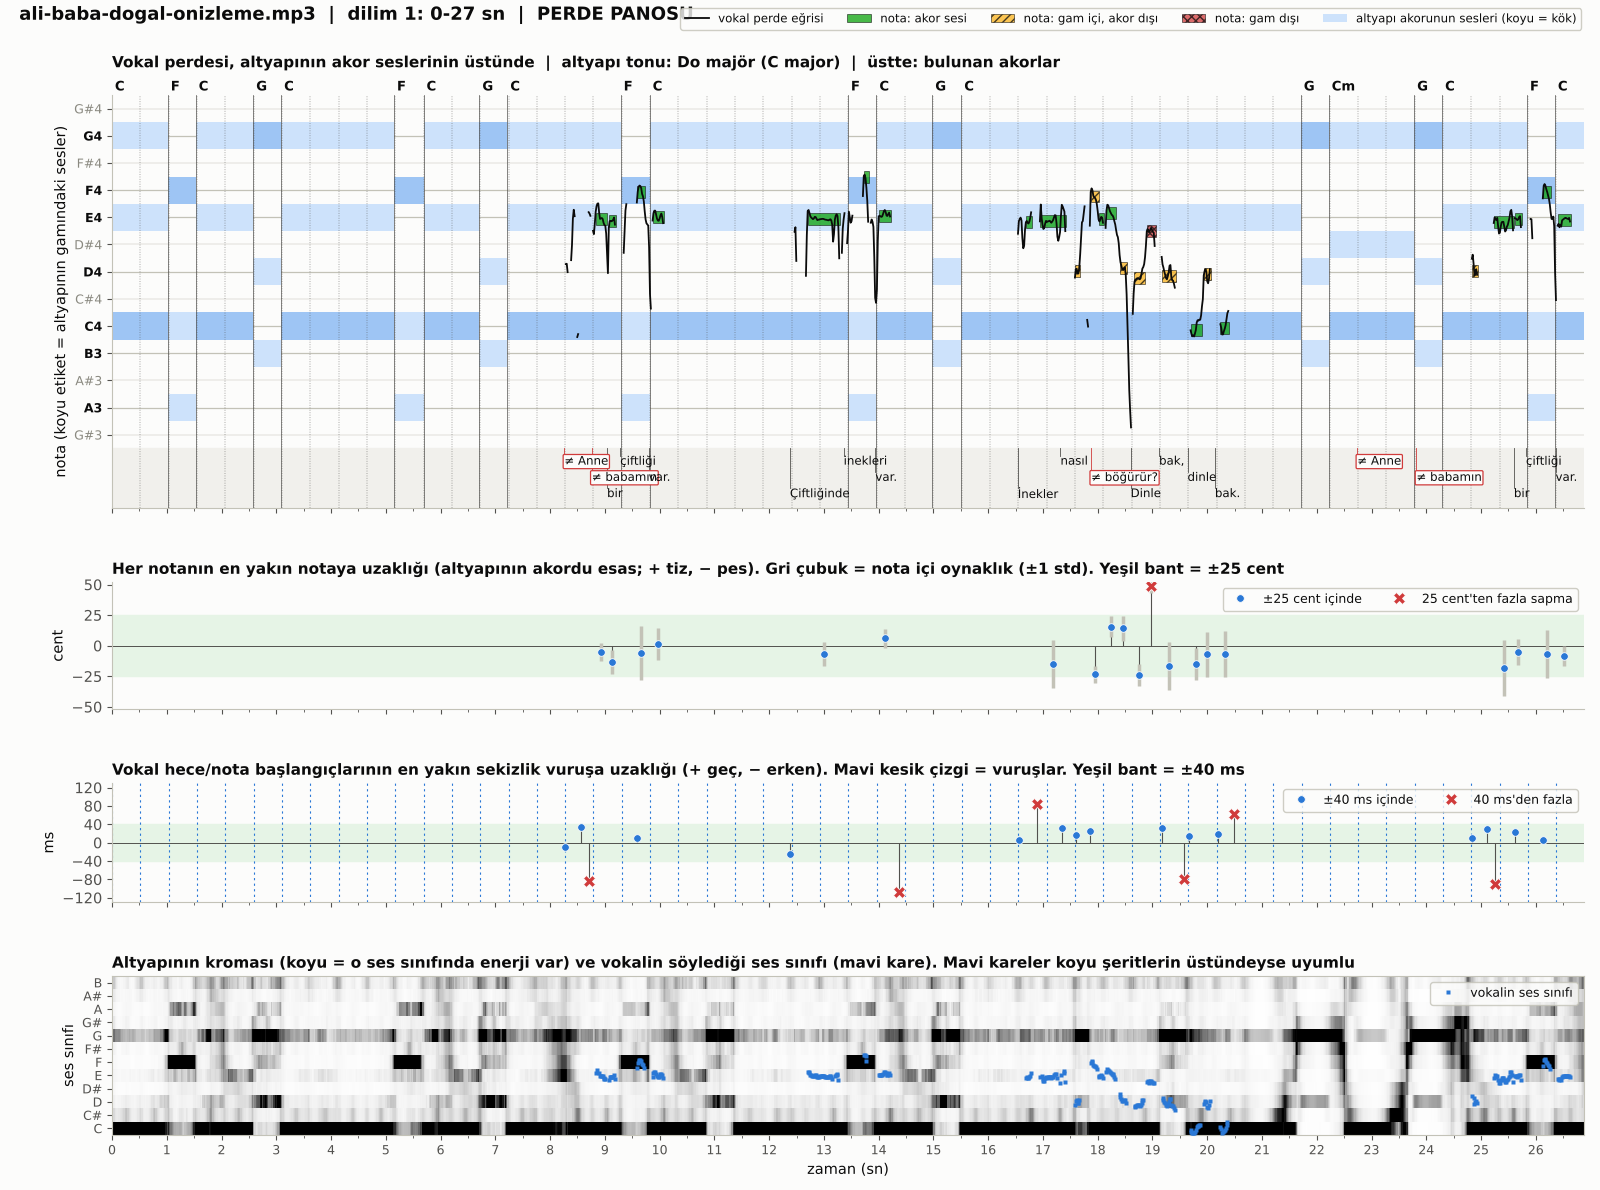 ali-baba-dogal-onizleme.mp3 | dilim 1: 0-27 sn | PERDE PANOSU
vokal perde eğrisi
nota: akor sesi
nota: gam içi, akor dışı
nota: gam dışı
altyapı akorunun sesleri (koyu = kök)
Vokal perdesi, altyapının akor seslerinin üstünde | altyapı tonu: Do majör (C major) | üstte: bulunan akorlar
C F C G C F C G C F C F C G C G Cm G C F C
nota (koyu etiket = altyapının gamındaki sesler)
G#4
G4
F#4
F4
E4
D#4
D4
C#4
C4
B3
A#3
A3
G#3
≠ Anne çiftliği inekleri nasıl bak, ≠ Anne çiftliği
≠ babamın var. var. ≠ böğürür? dinle ≠ babamın var.
bir Çiftliğinde İnekler Dinle bak. bir
Her notanın en yakın notaya uzaklığı (altyapının akordu esas; + tiz, − pes). Gri çubuk = nota içi oynaklık (±1 std). Yeşil bant = ±25 cent
±25 cent içinde
25 cent'ten fazla sapma
cent
50
25
0
−25
−50
Vokal hece/nota başlangıçlarının en yakın sekizlik vuruşa uzaklığı (+ geç, − erken). Mavi kesik çizgi = vuruşlar. Yeşil bant = ±40 ms
±40 ms içinde
40 ms'den fazla
ms
120
80
40
0
−40
−80
−120
Altyapının kroması (koyu = o ses sınıfında enerji var) ve vokalin söylediği ses sınıfı (mavi kare). Mavi kareler koyu şeritlerin üstündeyse uyumlu
vokalin ses sınıfı
ses sınıfı
B
A#
A
G#
G
F#
F
E
D#
D
C#
C
0 1 2 3 4 5 6 7 8 9 10 11 12 13 14 15 16 17 18 19 20 21 22 23 24 25 26
zaman (sn)